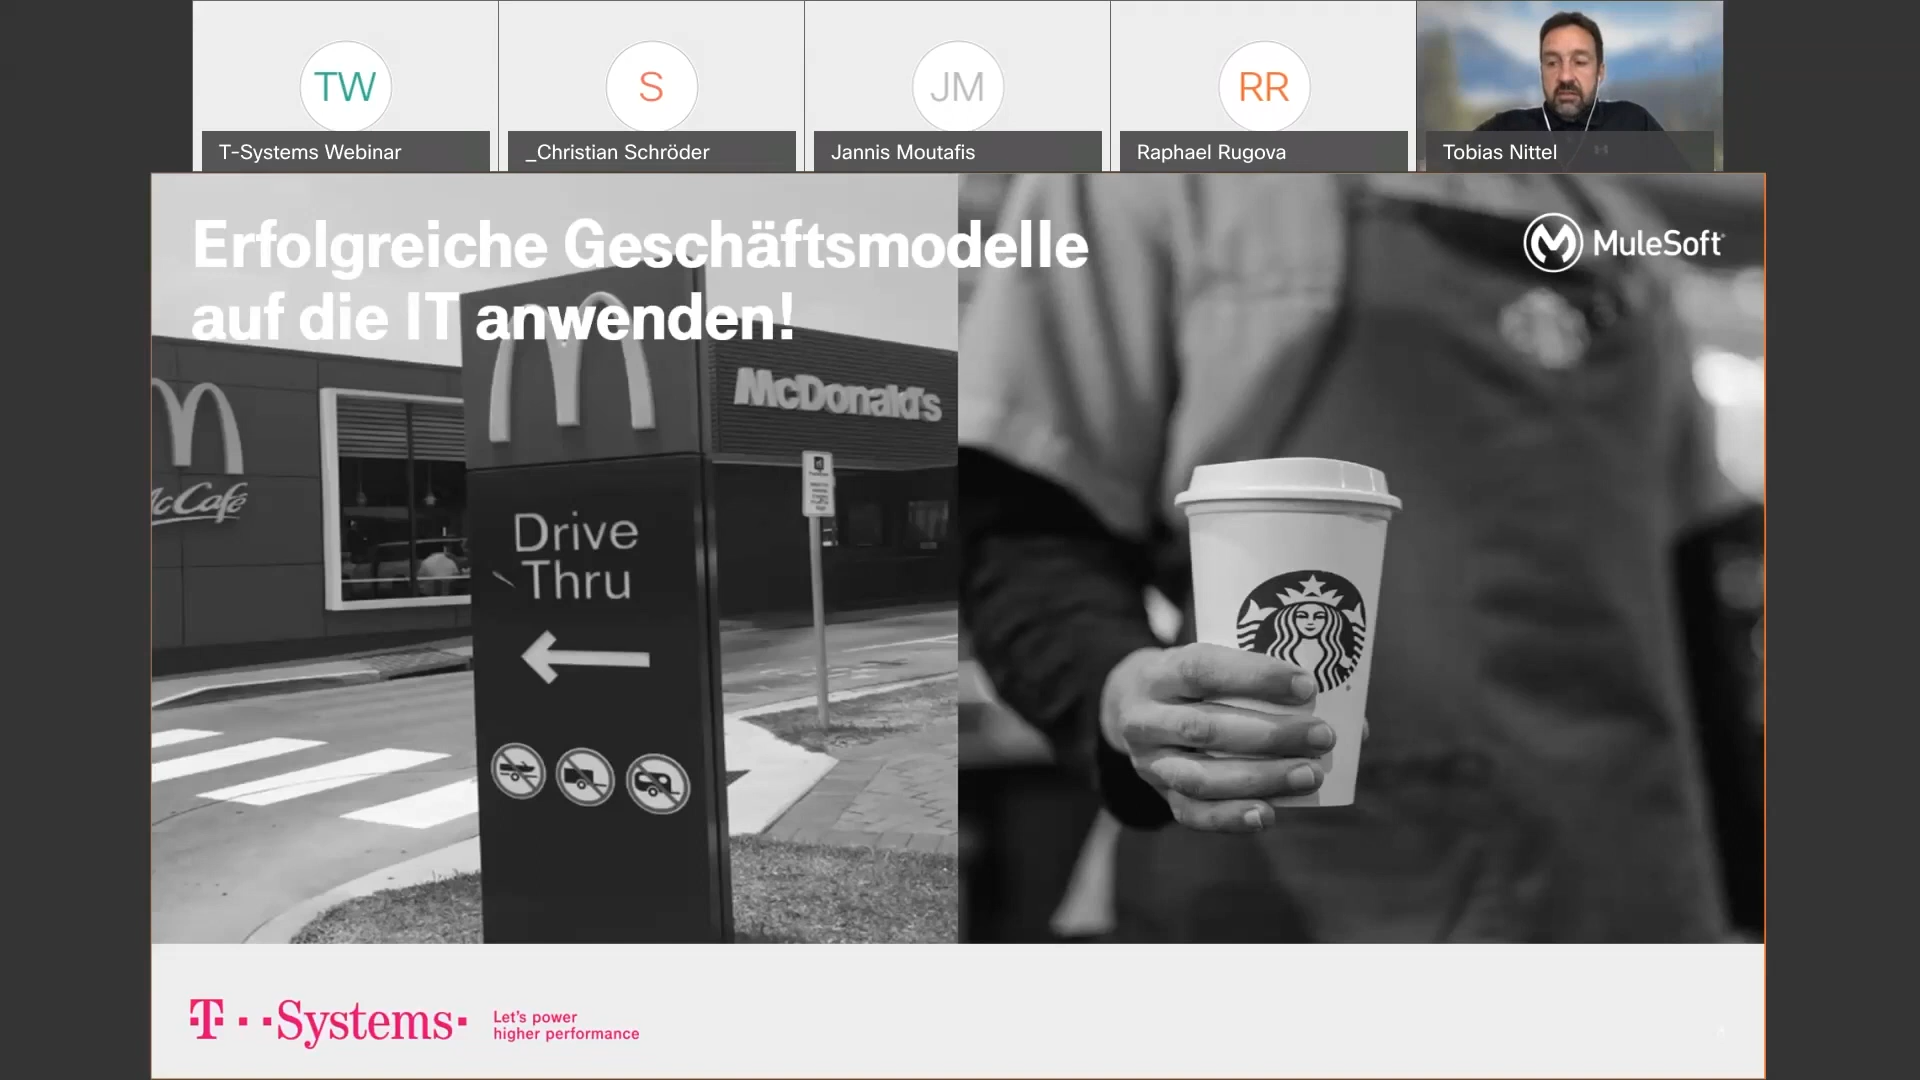 TW
S
JM
RR
T-Systems Webinar
_Christian Schröder
Jannis Moutafis
Raphael Rugova
Tobias Nittel
Erfolgreiche Geschäftsmodelle
auf die IT anwenden!
MuleSoft
McDonald's
cCafé
Drive
Thru
T··Systems·
Let's power
higher performance